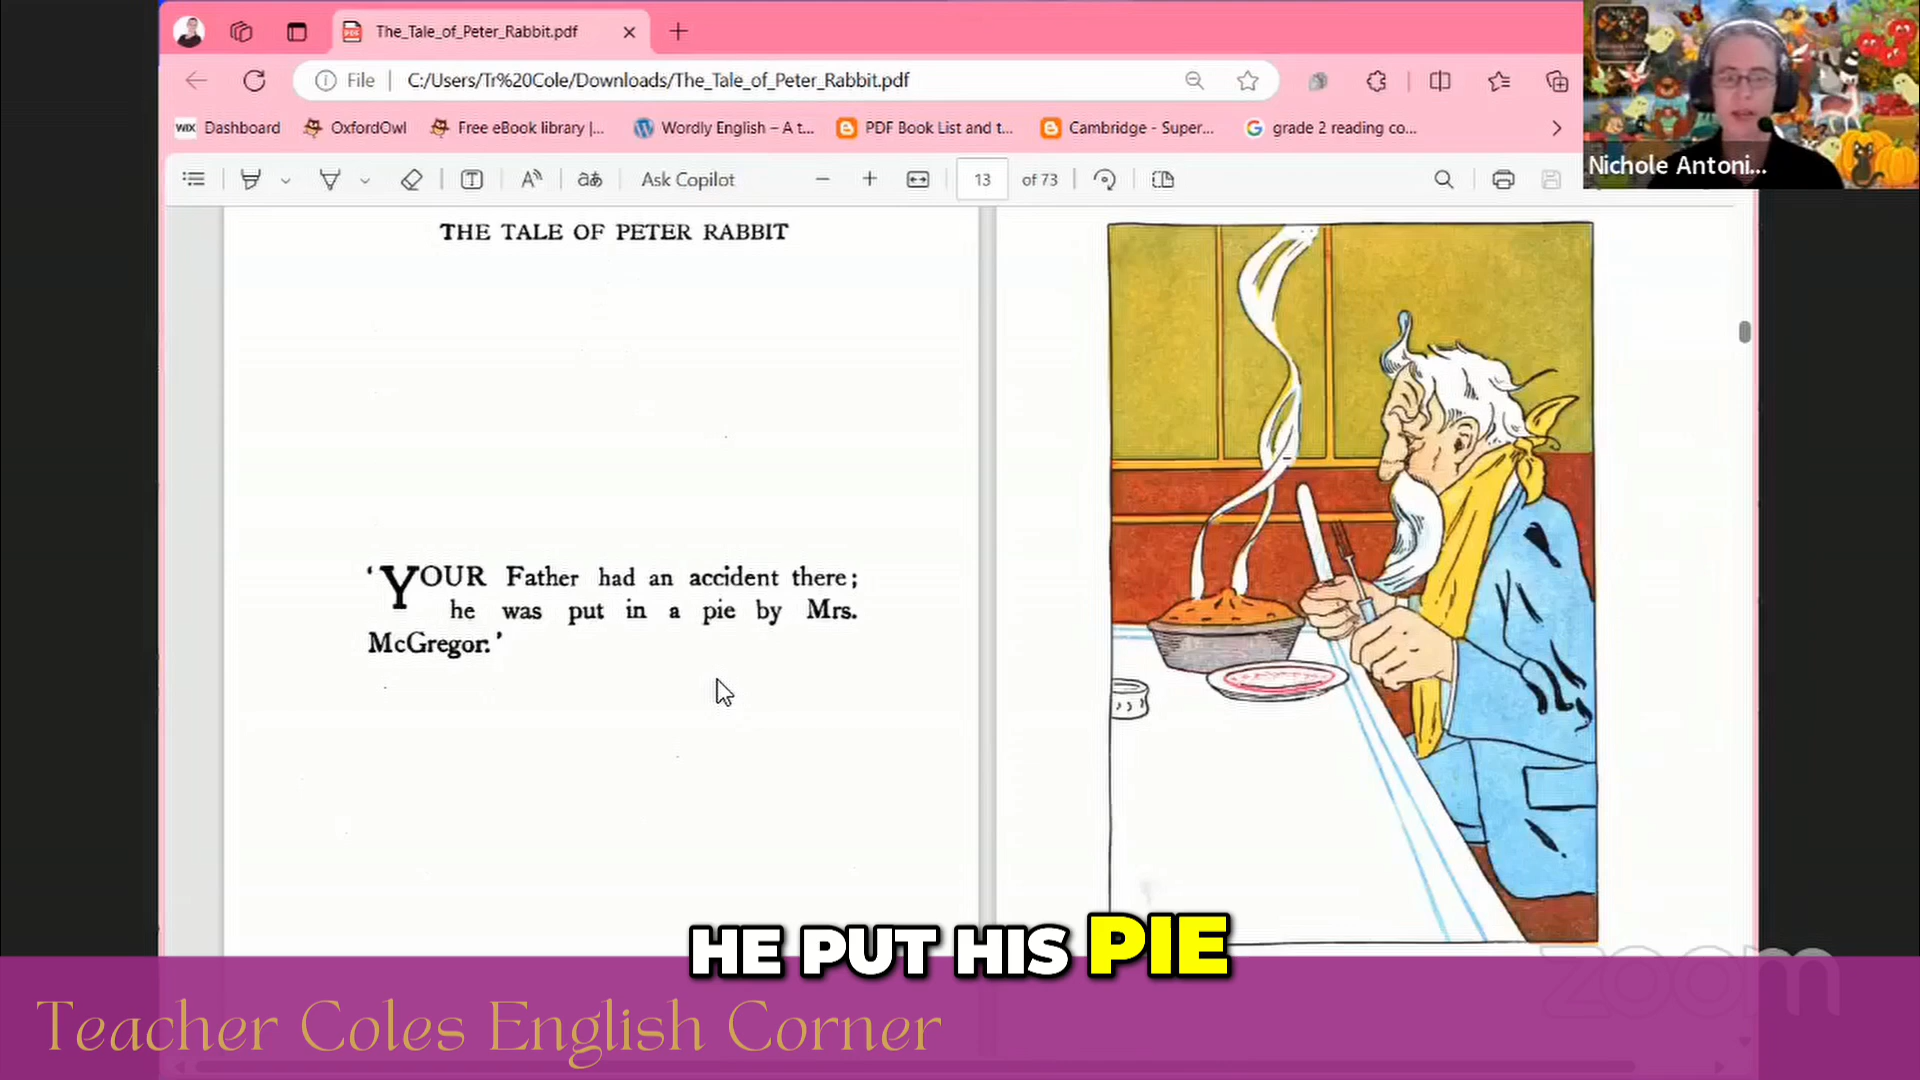 The_Tale_of_Peter_Rabbit.pdf
File C:/Users/Tr%20Cole/Downloads/The_Tale_of_Peter_Rabbit.pdf
WIX Dashboard OxfordOwl Free eBook library |... Wordly English – A t... PDF Book List and t... Cambridge - Super... grade 2 reading co...
Nichole Antoni...
Ask Copilot 13 of 73
THE TALE OF PETER RABBIT
‘YOUR Father had an accident there;
he was put in a pie by Mrs.
McGregor.’
HE PUT HIS PIE
zoom
Teacher Coles English Corner